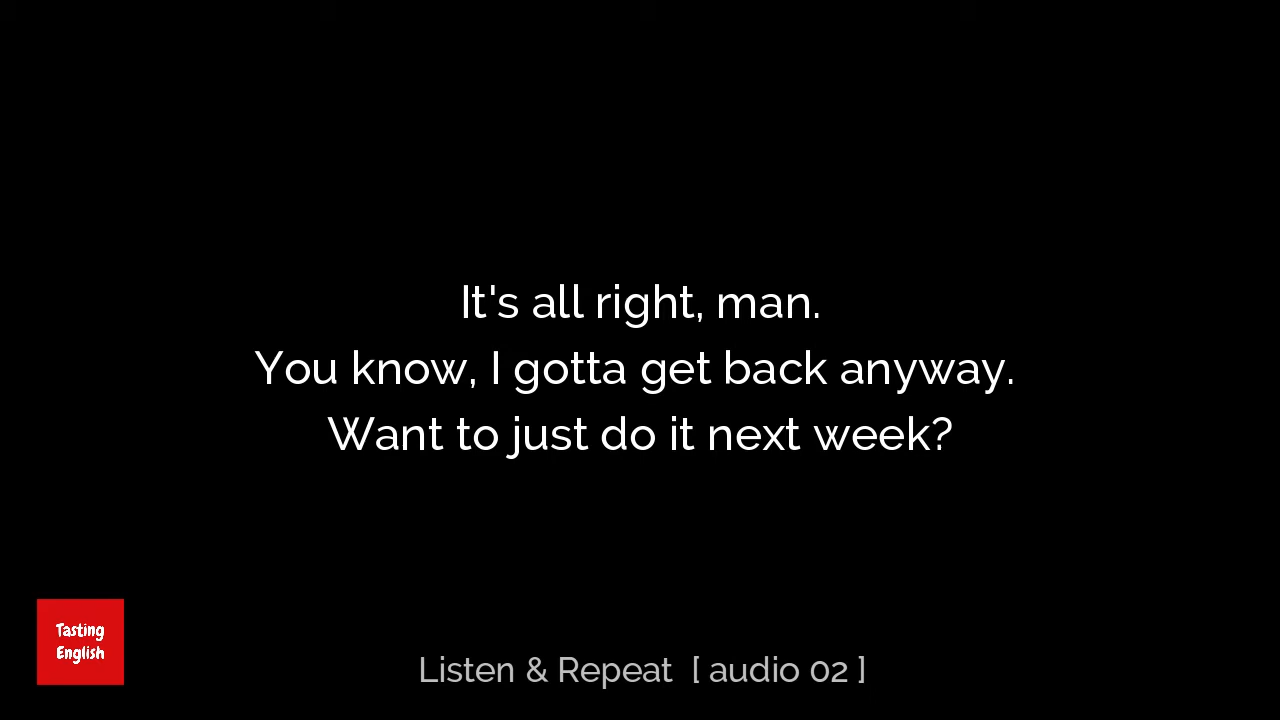 It's all right, man.
You know, I gotta get back anyway.
Want to just do it next week?
Tasting
English
Listen & Repeat [ audio 02 ]